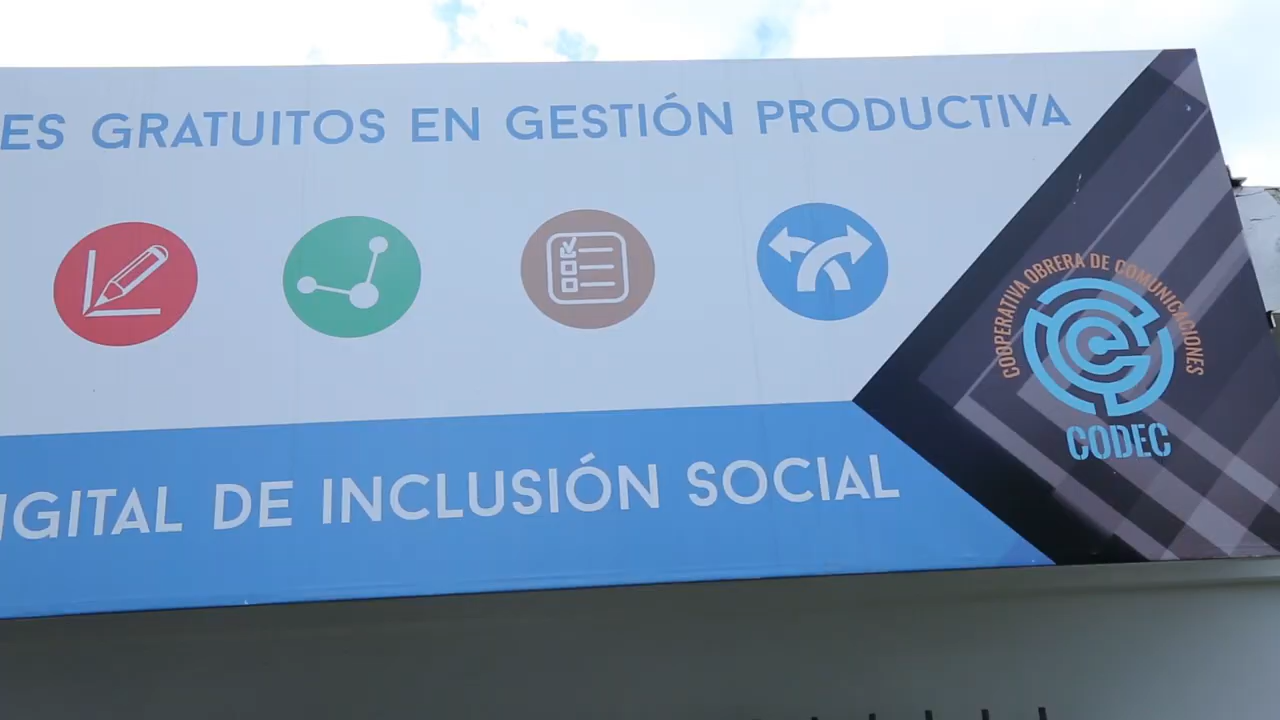 ES GRATUITOS EN GESTIÓN PRODUCTIVA
COOPERATIVA OBRERA DE COMUNICACIONES
CODEC
IGITAL DE INCLUSIÓN SOCIAL